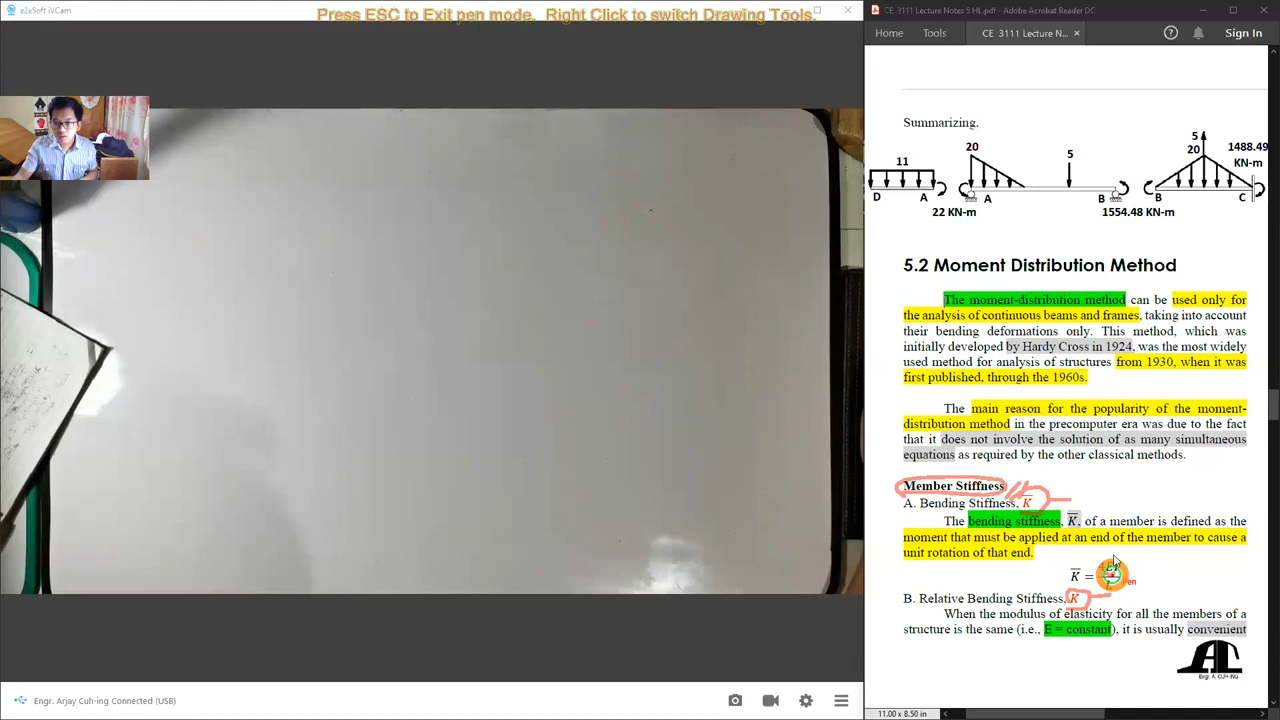 e2eSoft iVCam
Press ESC to Exit pen mode. Right Click to switch Drawing Tools.
CE 3111 Lecture Notes 5 HL.pdf - Adobe Acrobat Reader DC
Home Tools CE 3111 Lecture N... × Sign In
Summarizing,
5
20 5 20 1488.49
11 KN-m
D A A B B C
22 KN-m 1554.48 KN-m
5.2 Moment Distribution Method
The moment-distribution method can be used only for
the analysis of continuous beams and frames, taking into account
their bending deformations only. This method, which was
initially developed by Hardy Cross in 1924, was the most widely
used method for analysis of structures from 1930, when it was
first published, through the 1960s.
The main reason for the popularity of the moment-
distribution method in the precomputer era was due to the fact
that it does not involve the solution of as many simultaneous
equations as required by the other classical methods.
Member Stiffness
A. Bending Stiffness, K̅
The bending stiffness, K̅, of a member is defined as the
moment that must be applied at an end of the member to cause a
unit rotation of that end.
K̅ =
B. Relative Bending Stiffness, K
When the modulus of elasticity for all the members of a
structure is the same (i.e., E = constant), it is usually convenient
Engr. A. CUH-ING
Engr. Arjay Cuh-ing Connected (USB)
11.00 x 8.50 in